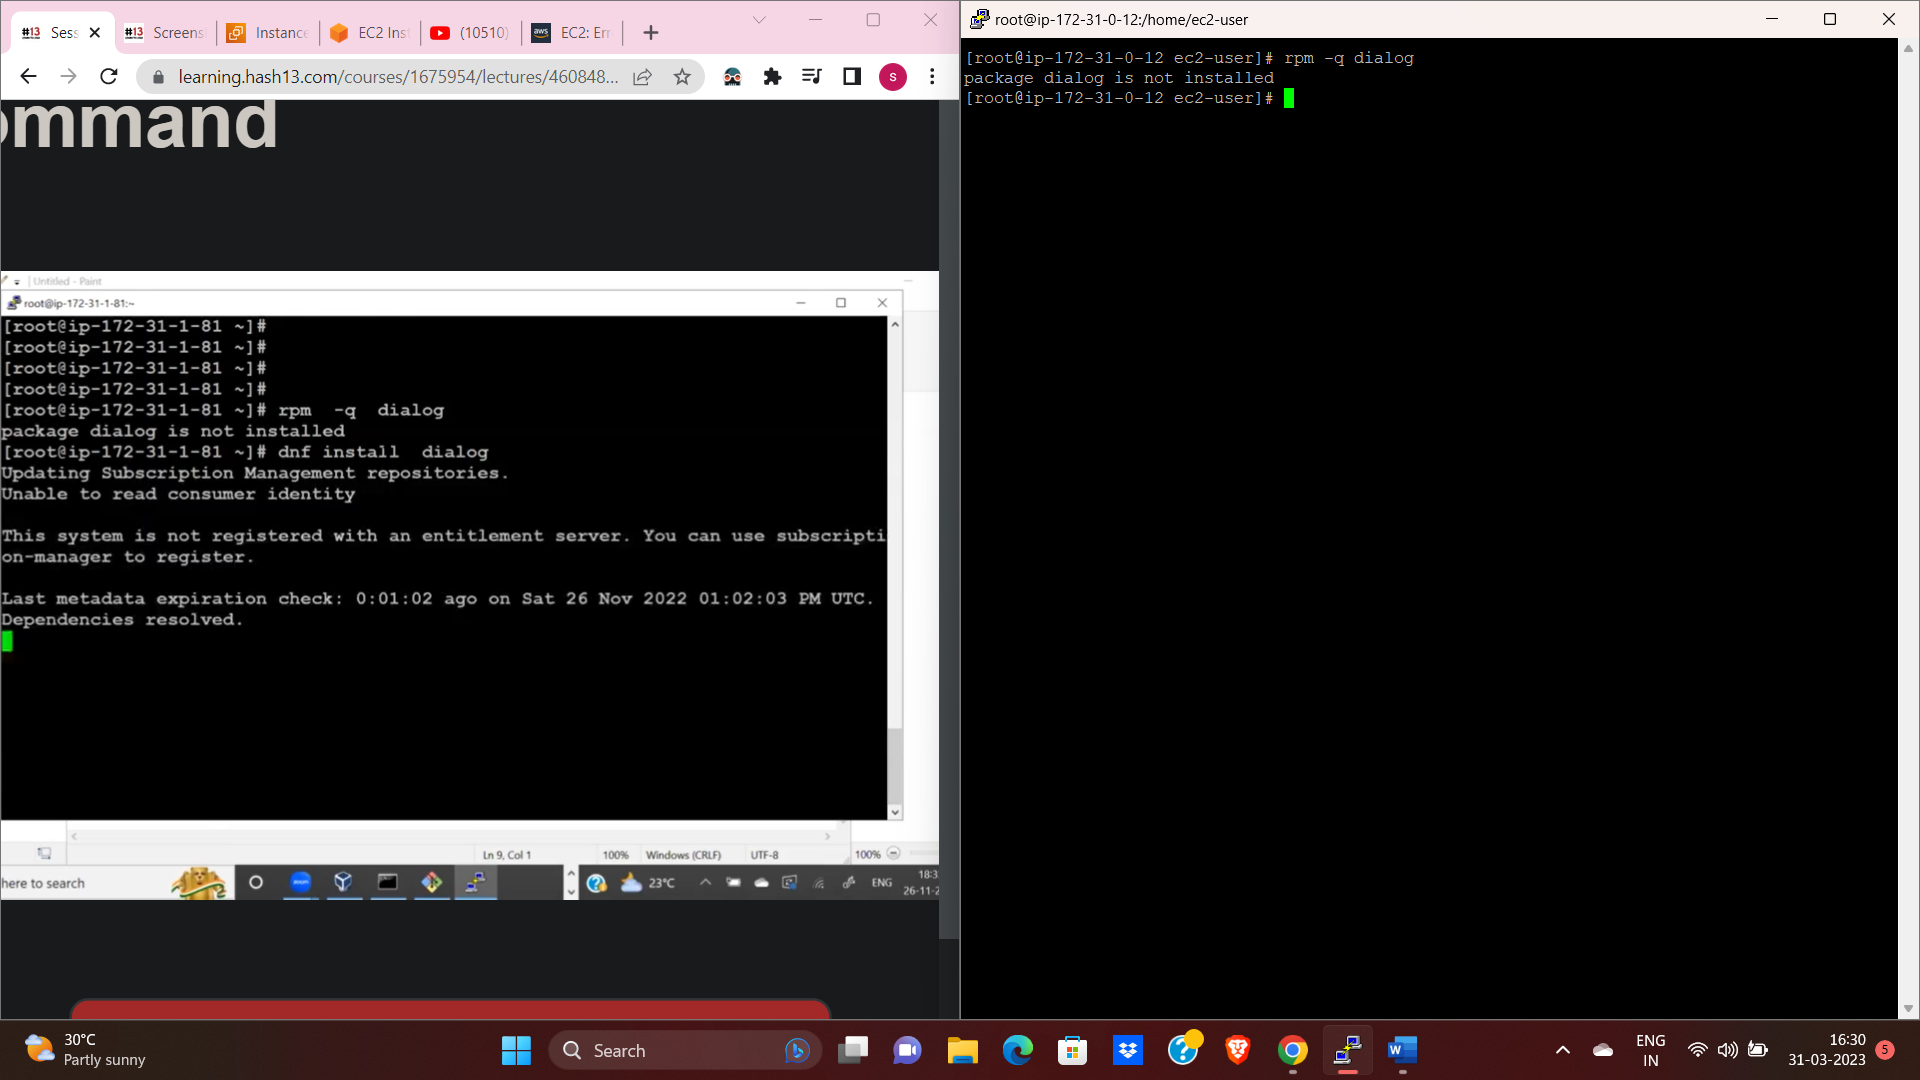 Sess
Screens
Instance
EC2 Inst
(10510)
EC2: Err
learning.hash13.com/courses/1675954/lectures/460848...
S
ommand
Untitled - Paint
root@ip-172-31-1-81:~
[root@ip-172-31-1-81 ~]#
[root@ip-172-31-1-81 ~]#
[root@ip-172-31-1-81 ~]#
[root@ip-172-31-1-81 ~]#
[root@ip-172-31-1-81 ~]# rpm  -q  dialog
package dialog is not installed
[root@ip-172-31-1-81 ~]# dnf install  dialog
Updating Subscription Management repositories.
Unable to read consumer identity
This system is not registered with an entitlement server. You can use subscripti
on-manager to register.
Last metadata expiration check: 0:01:02 ago on Sat 26 Nov 2022 01:02:03 PM UTC.
Dependencies resolved.
Ln 9, Col 1
100%
Windows (CRLF)
UTF-8
100%
here to search
23°C
ENG
18:3
26-11-2
root@ip-172-31-0-12:/home/ec2-user
[root@ip-172-31-0-12 ec2-user]# rpm -q dialog
package dialog is not installed
[root@ip-172-31-0-12 ec2-user]#
30°C
Partly sunny
Search
ENG
IN
16:30
31-03-2023
5